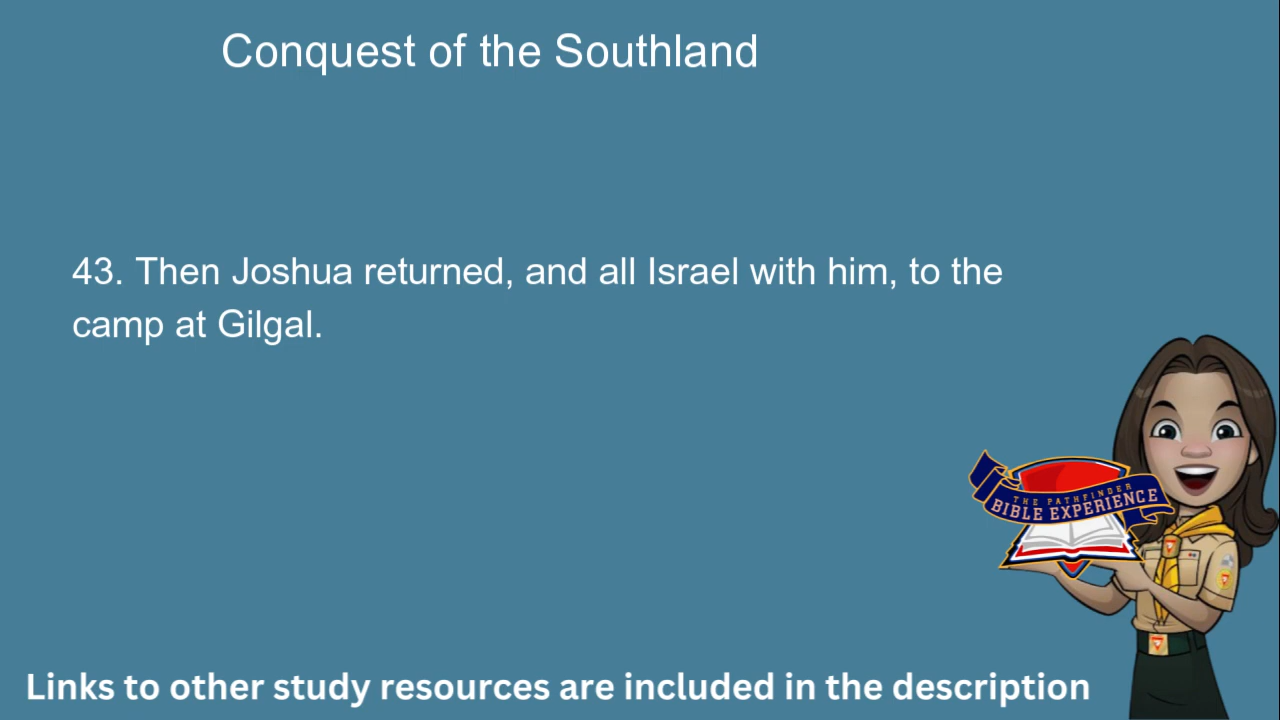 Conquest of the Southland
43. Then Joshua returned, and all Israel with him, to the
camp at Gilgal.
THE PATHFINDER
BIBLE EXPERIENCE
Links to other study resources are included in the description